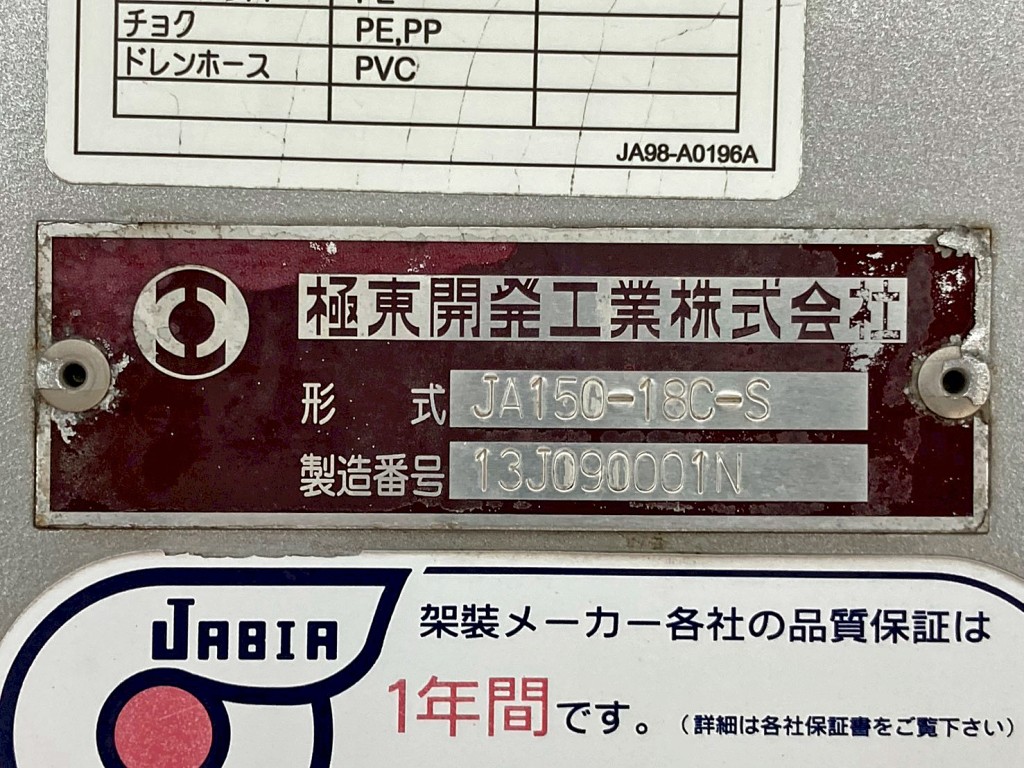 チョク PE,PP
ドレンホース PVC
JA98-A0196A
極東開発工業株式会社
形 式 JA15G-18C-S
製造番号 13J090001N
JABIA
架装メーカー各社の品質保証は
1年間です。(詳細は各社保証書をご覧下さい)